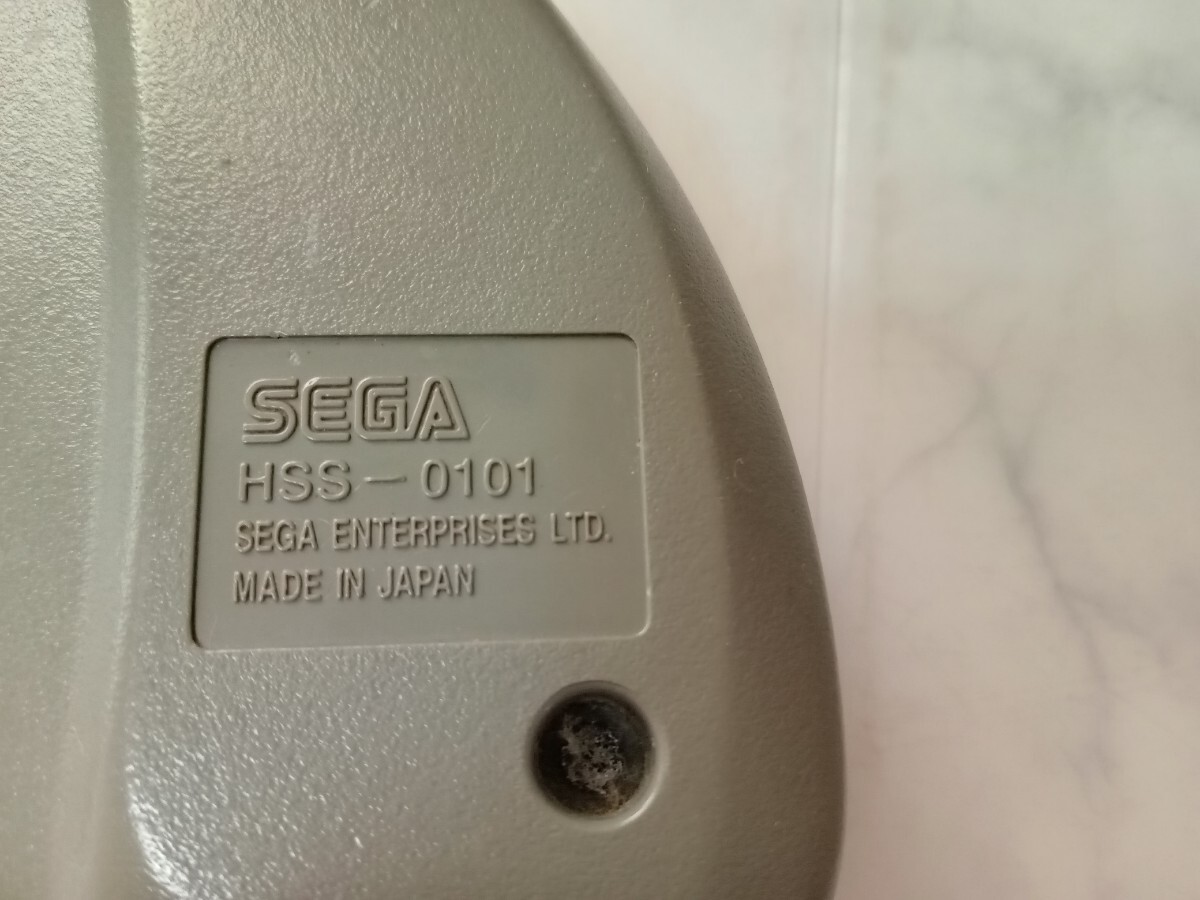 SEGA
HSS-0101
SEGA ENTERPRISES LTD.
MADE IN JAPAN